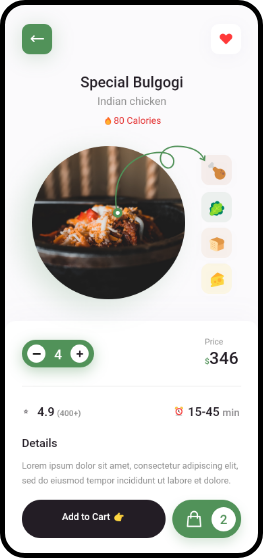 Special Bulgogi
Indian chicken
80 Calories
4
Price
$346
4.9 (400+)
15-45 min
Details
Lorem ipsum dolor sit amet, consectetur adipiscing elit,
sed do eiusmod tempor incididunt ut labore et dolore.
Add to Cart
2